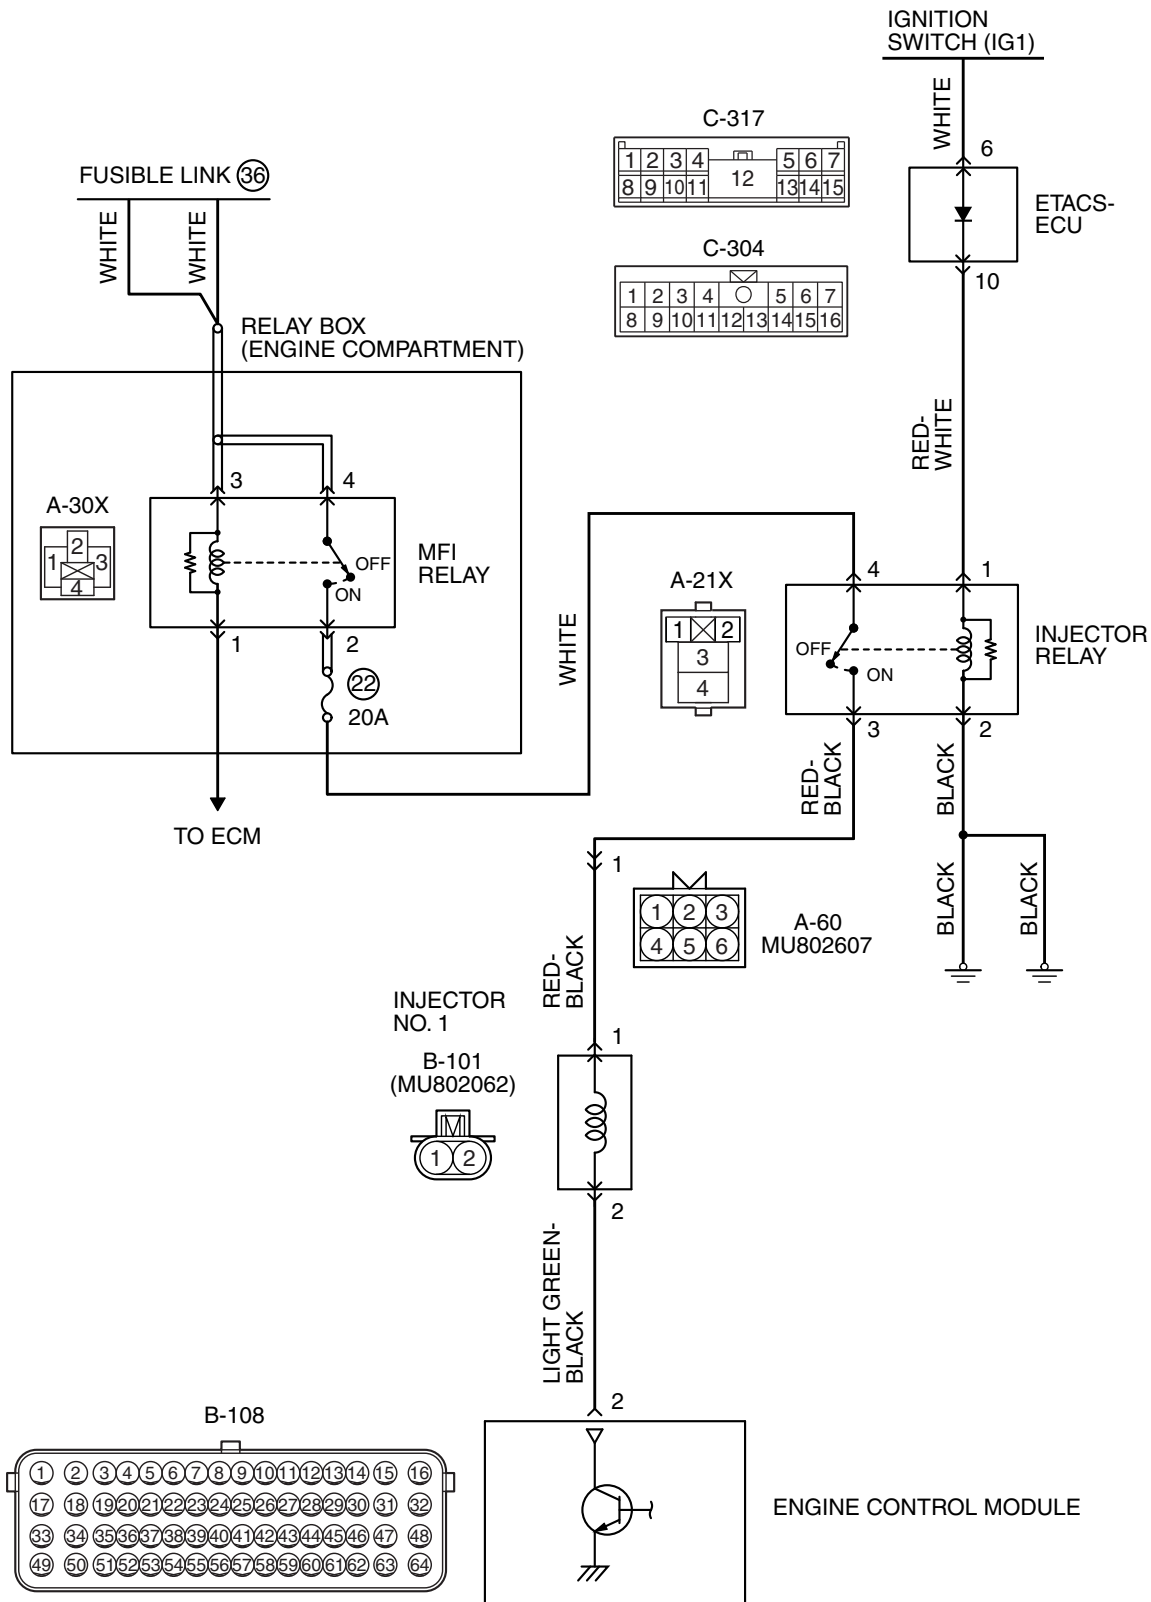 IGNITION
SWITCH (IG1)
WHITE
6
ETACS-
ECU
10
C-317
1 2 3 4 5 6 7
8 9 10 11 12 13 14 15
C-304
1 2 3 4 5 6 7
8 9 10 11 12 13 14 15 16
FUSIBLE LINK 36
WHITE
WHITE
RELAY BOX
(ENGINE COMPARTMENT)
RED-
WHITE
3
4
A-30X
2
1 3
4
OFF
ON
MFI
RELAY
1
2
22
20A
TO ECM
WHITE
A-21X
1 2
3
4
4
1
OFF
ON
INJECTOR
RELAY
3
2
RED-
BLACK
BLACK
BLACK
BLACK
1
1 2 3
4 5 6
A-60
MU802607
RED-
BLACK
INJECTOR
NO. 1
B-101
(MU802062)
1 2
1
2
LIGHT GREEN-
BLACK
2
B-108
1 2 3 4 5 6 7 8 9 10 11 12 13 14 15 16
17 18 19 20 21 22 23 24 25 26 27 28 29 30 31 32
33 34 35 36 37 38 39 40 41 42 43 44 45 46 47 48
49 50 51 52 53 54 55 56 57 58 59 60 61 62 63 64
ENGINE CONTROL MODULE